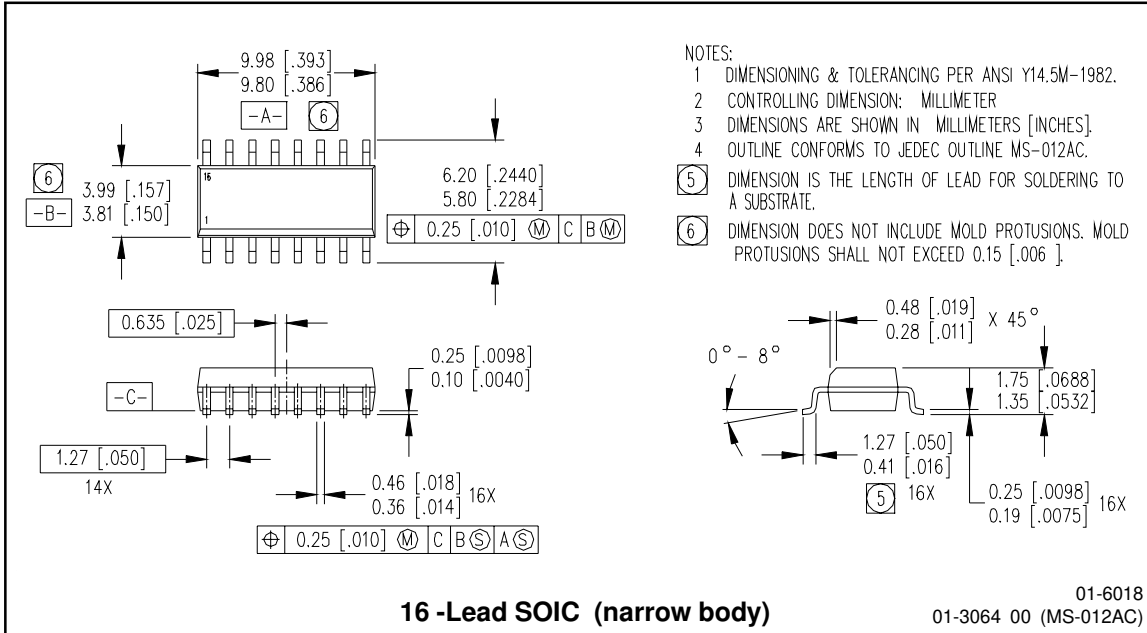 9.98 [.393]
9.80 [.386]
-A- 6
6
3.99 [.157]
3.81 [.150]
-B-
16
1
6.20 [.2440]
5.80 [.2284]
⌖ 0.25 [.010] Ⓜ C B Ⓜ
NOTES:
1 DIMENSIONING & TOLERANCING PER ANSI Y14.5M-1982.
2 CONTROLLING DIMENSION: MILLIMETER
3 DIMENSIONS ARE SHOWN IN MILLIMETERS [INCHES].
4 OUTLINE CONFORMS TO JEDEC OUTLINE MS-012AC.
5 DIMENSION IS THE LENGTH OF LEAD FOR SOLDERING TO
A SUBSTRATE.
6 DIMENSION DOES NOT INCLUDE MOLD PROTUSIONS. MOLD
PROTUSIONS SHALL NOT EXCEED 0.15 [.006 ].
0.635 [.025]
-C-
0.25 [.0098]
0.10 [.0040]
1.27 [.050]
14X
0.46 [.018]
0.36 [.014] 16X
⌖ 0.25 [.010] Ⓜ C B Ⓢ A Ⓢ
0.48 [.019]
0.28 [.011] X 45°
0° - 8°
1.75 [.0688]
1.35 [.0532]
1.27 [.050]
0.41 [.016]
5 16X
0.25 [.0098]
0.19 [.0075] 16X
16 -Lead SOIC (narrow body)
01-6018
01-3064 00 (MS-012AC)